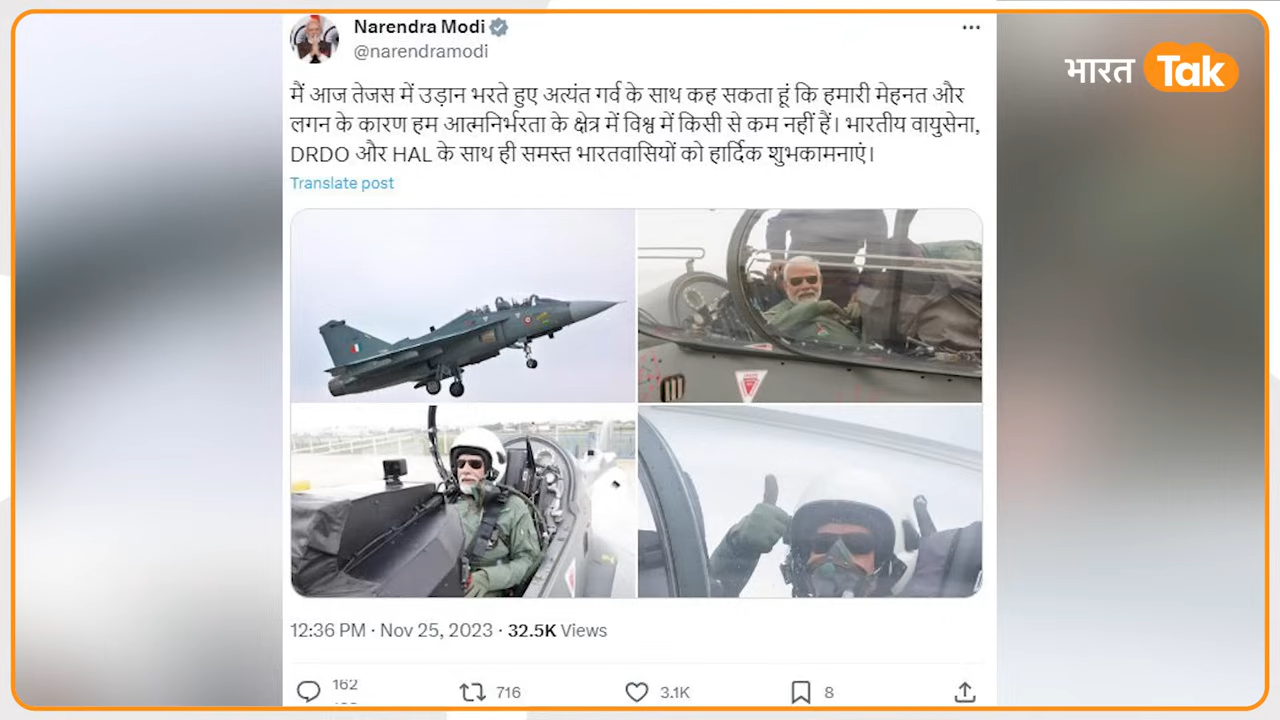 Narendra Modi
@narendramodi
भारत Tak
मैं आज तेजस में उड़ान भरते हुए अत्यंत गर्व के साथ कह सकता हूं कि हमारी मेहनत और
लगन के कारण हम आत्मनिर्भरता के क्षेत्र में विश्व में किसी से कम नहीं हैं। भारतीय वायुसेना,
DRDO और HAL के साथ ही समस्त भारतवासियों को हार्दिक शुभकामनाएं।
Translate post
12:36 PM · Nov 25, 2023 · 32.5K Views
162
716
3.1K
8